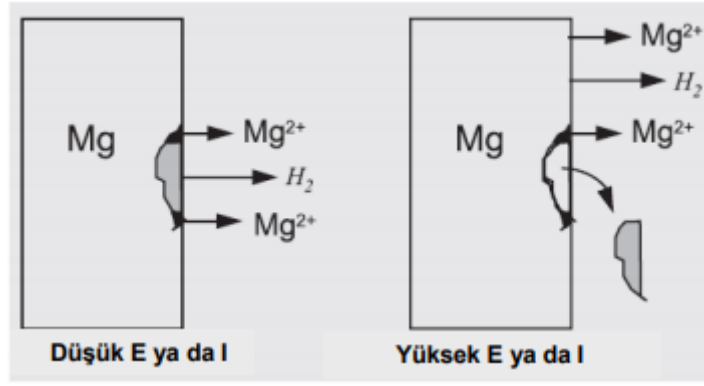 Mg
Mg²⁺
H₂
Mg²⁺
Düşük E ya da I
Mg
Mg²⁺
H₂
Mg²⁺
Yüksek E ya da I